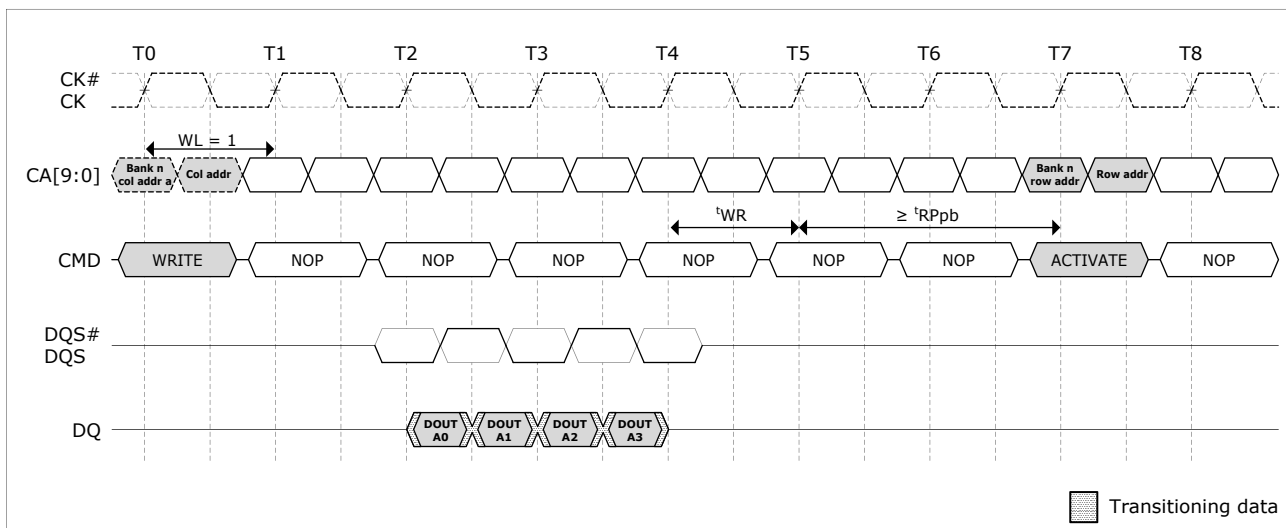 T0 T1 T2 T3 T4 T5 T6 T7 T8
CK#
CK
WL = 1
CA[9:0]
Bank n
col addr a
Col addr
Bank n
row addr
Row addr
tWR
≥ tRPpb
CMD
WRITE NOP NOP NOP NOP NOP NOP ACTIVATE NOP
DQS#
DQS
DQ
DOUT
A0
DOUT
A1
DOUT
A2
DOUT
A3
Transitioning data